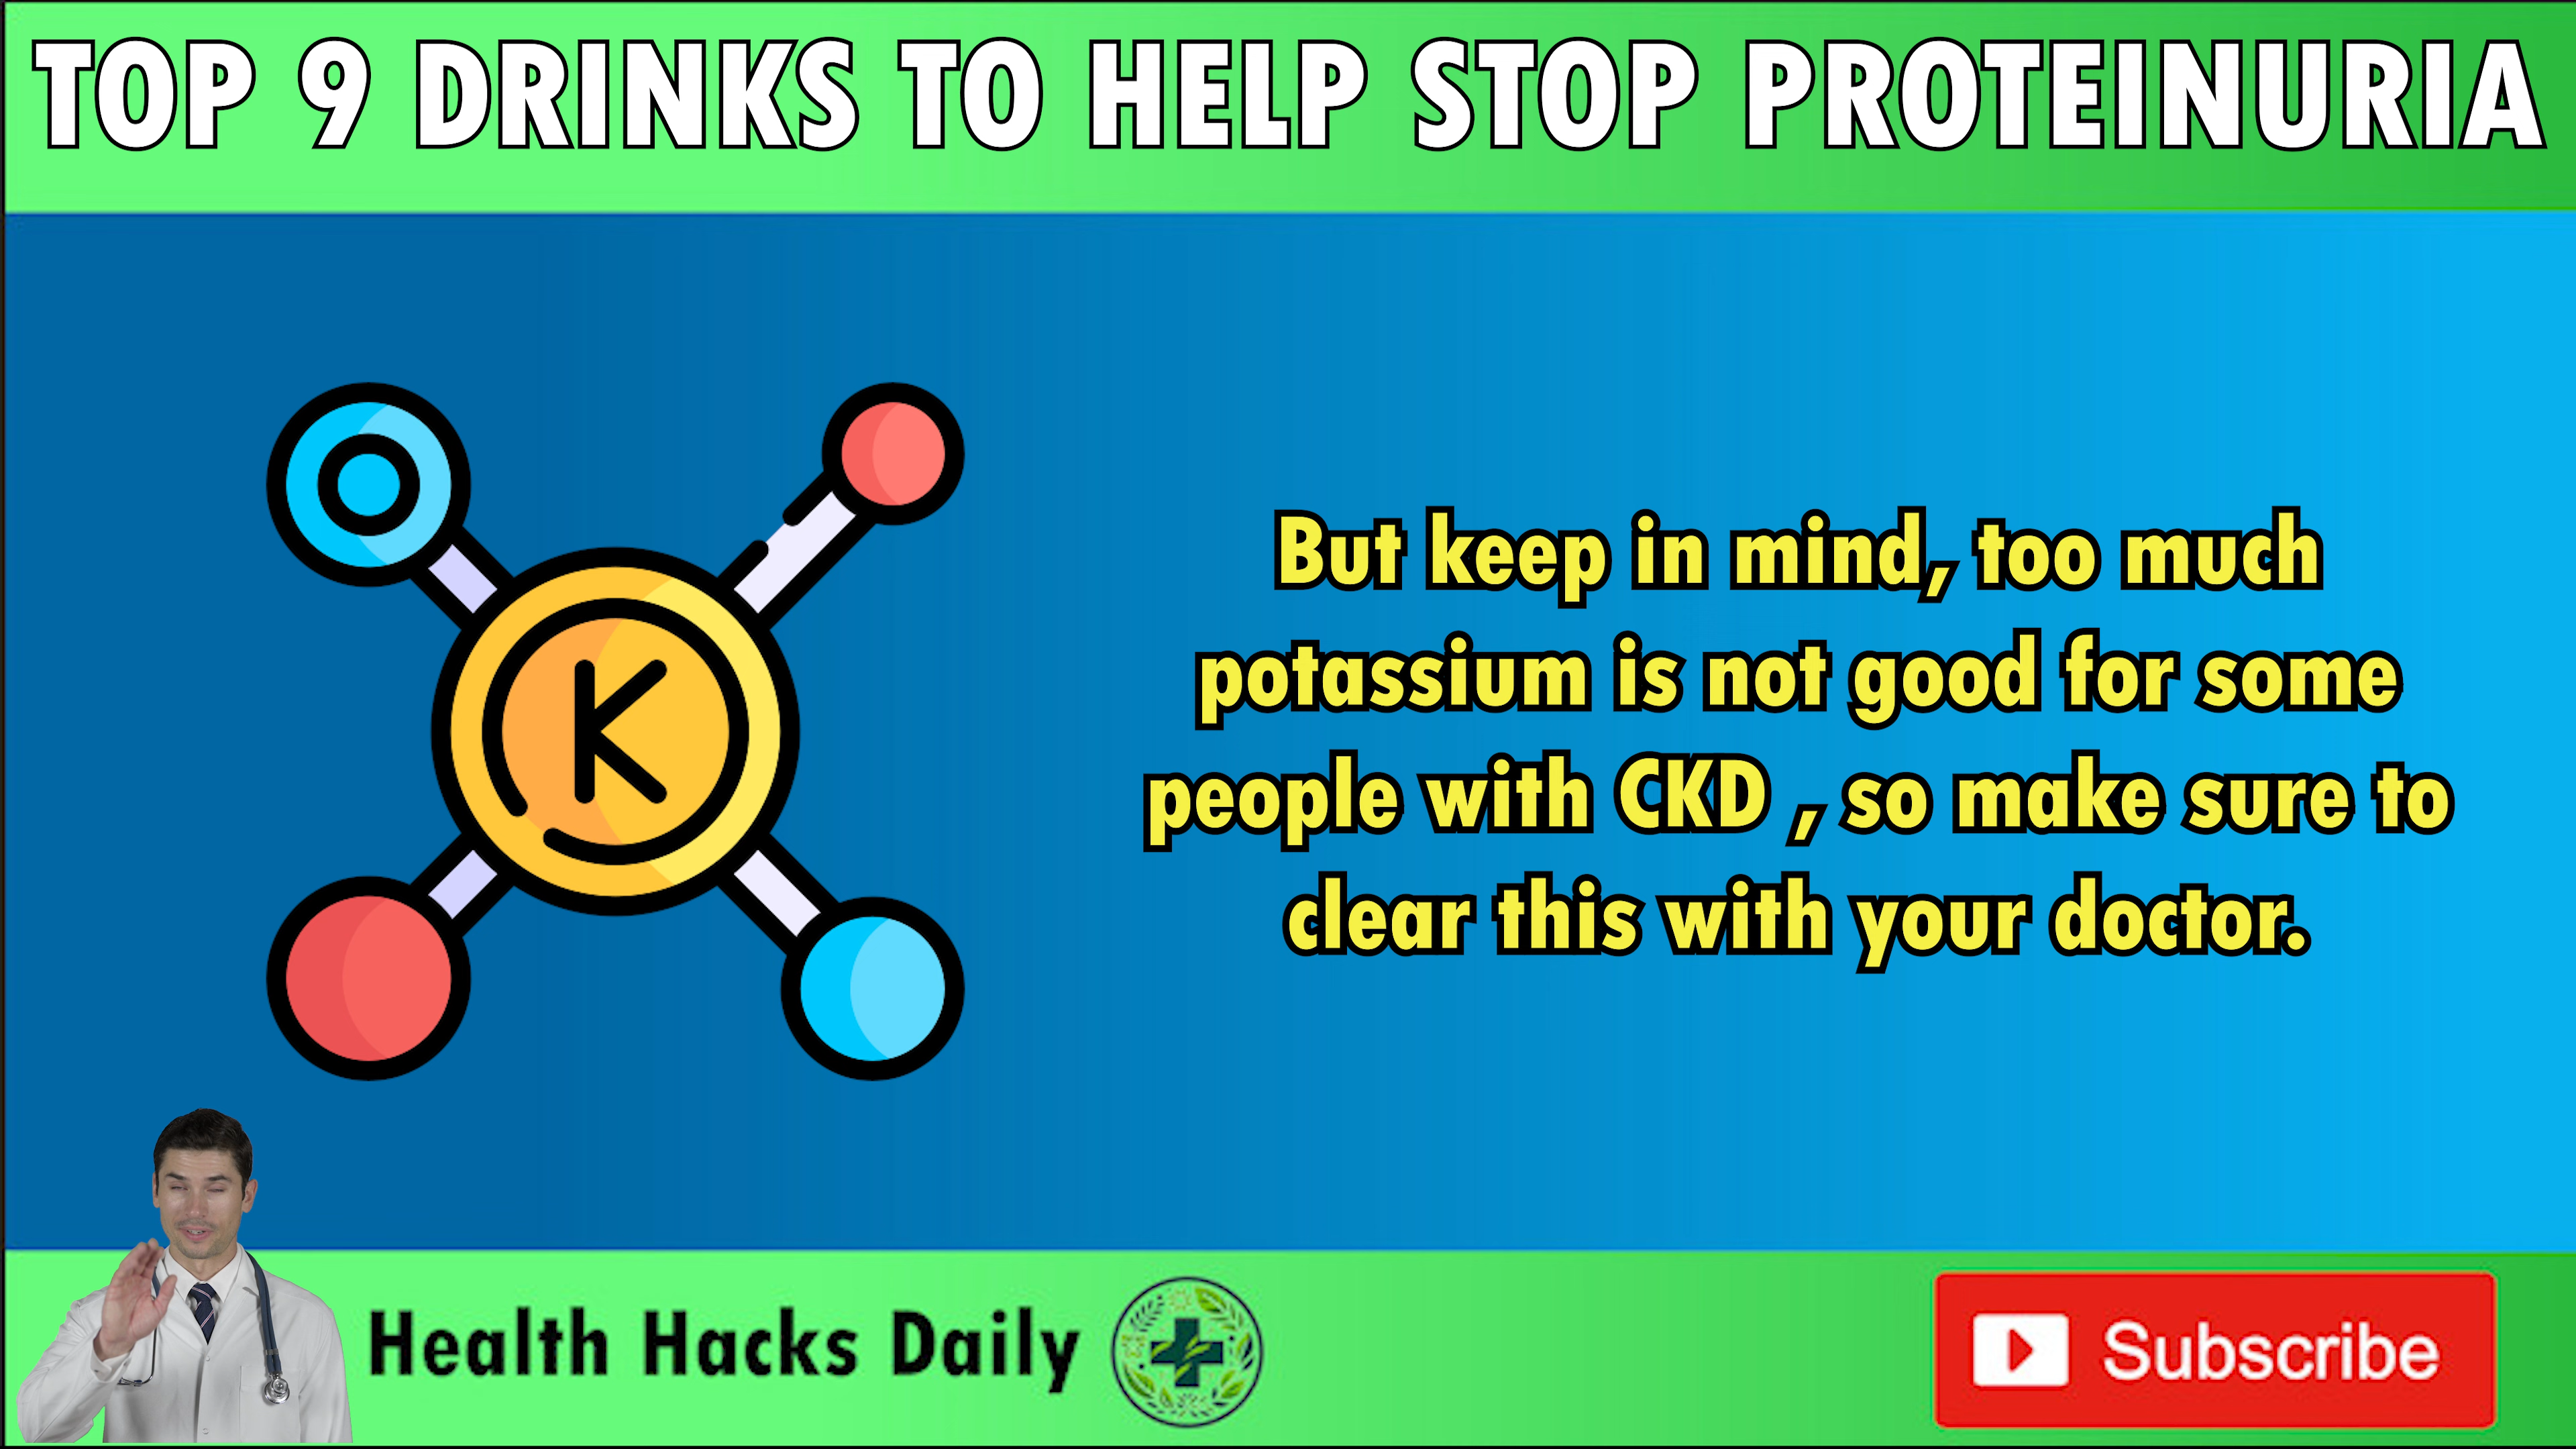 TOP 9 DRINKS TO HELP STOP PROTEINURIA
K
But keep in mind, too much
potassium is not good for some
people with CKD , so make sure to
clear this with your doctor.
Health Hacks Daily
Subscribe